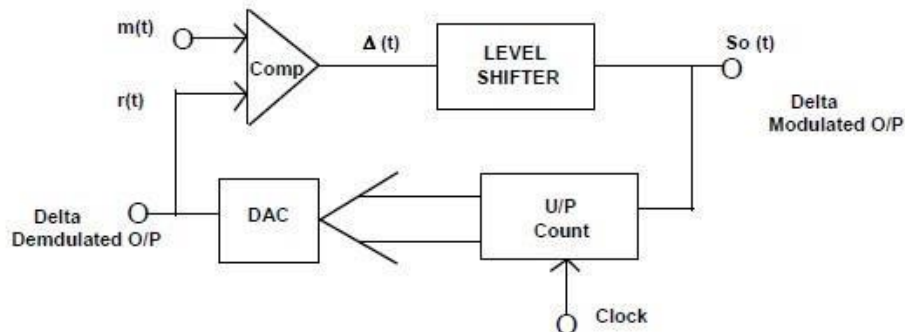 m(t)
r(t)
Comp
Δ (t)
LEVEL
SHIFTER
So (t)
Delta
Modulated O/P
Delta
Demdulated O/P
DAC
U/P
Count
Clock